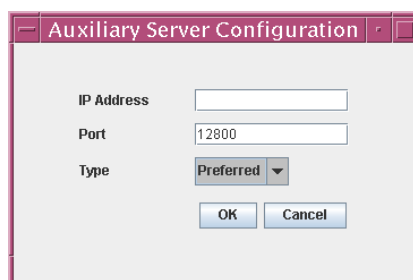 Auxiliary Server Configuration
IP Address
Port 12800
Type Preferred
OK Cancel